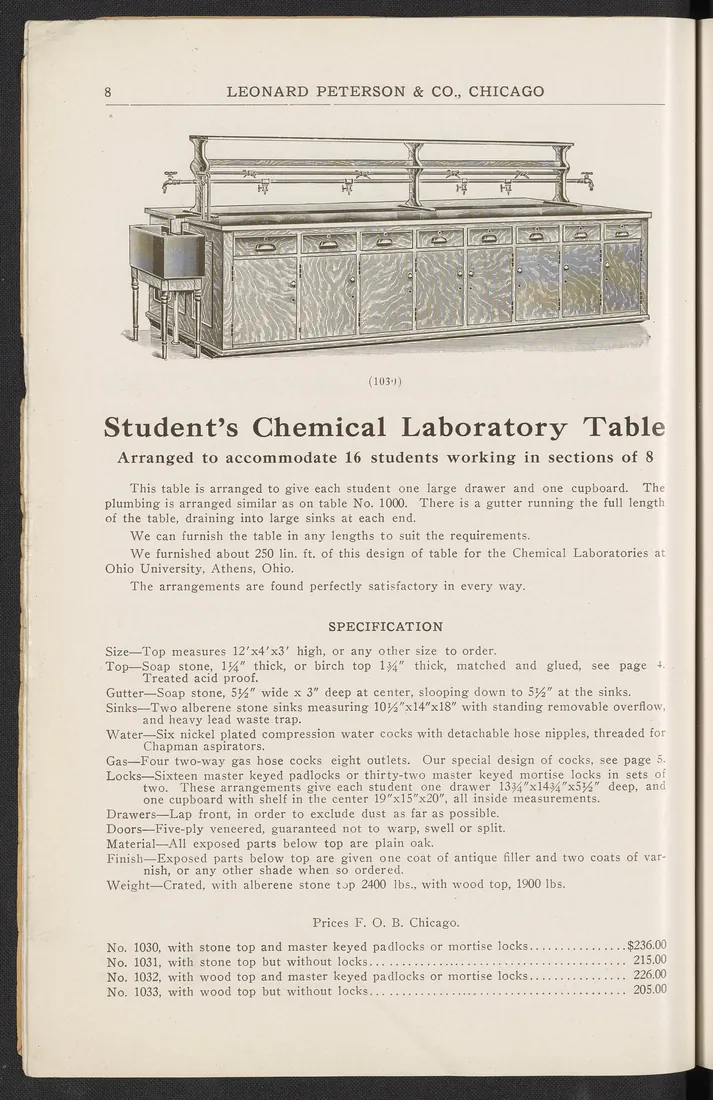 8
LEONARD PETERSON & CO., CHICAGO
(1030)
Student's Chemical Laboratory Table
Arranged to accommodate 16 students working in sections of 8
This table is arranged to give each student one large drawer and one cupboard. The
plumbing is arranged similar as on table No. 1000. There is a gutter running the full length
of the table, draining into large sinks at each end.
We can furnish the table in any lengths to suit the requirements.
We furnished about 250 lin. ft. of this design of table for the Chemical Laboratories at
Ohio University, Athens, Ohio.
The arrangements are found perfectly satisfactory in every way.
SPECIFICATION
Size—Top measures 12'x4'x3' high, or any other size to order.
Top—Soap stone, 1¼" thick, or birch top 1¾" thick, matched and glued, see page 4.
Treated acid proof.
Gutter—Soap stone, 5½" wide x 3" deep at center, slooping down to 5½" at the sinks.
Sinks—Two alberene stone sinks measuring 10½"x14"x18" with standing removable overflow,
and heavy lead waste trap.
Water—Six nickel plated compression water cocks with detachable hose nipples, threaded for
Chapman aspirators.
Gas—Four two-way gas hose cocks eight outlets. Our special design of cocks, see page 5.
Locks—Sixteen master keyed padlocks or thirty-two master keyed mortise locks in sets of
two. These arrangements give each student one drawer 13¾"x14¾"x5½" deep, and
one cupboard with shelf in the center 19"x15"x20", all inside measurements.
Drawers—Lap front, in order to exclude dust as far as possible.
Doors—Five-ply veneered, guaranteed not to warp, swell or split.
Material—All exposed parts below top are plain oak.
Finish—Exposed parts below top are given one coat of antique filler and two coats of var-
nish, or any other shade when so ordered.
Weight—Crated, with alberene stone top 2400 lbs., with wood top, 1900 lbs.
Prices F. O. B. Chicago.
No. 1030, with stone top and master keyed padlocks or mortise locks................$236.00
No. 1031, with stone top but without locks......................................... 215.00
No. 1032, with wood top and master keyed padlocks or mortise locks................ 226.00
No. 1033, with wood top but without locks......................................... 205.00